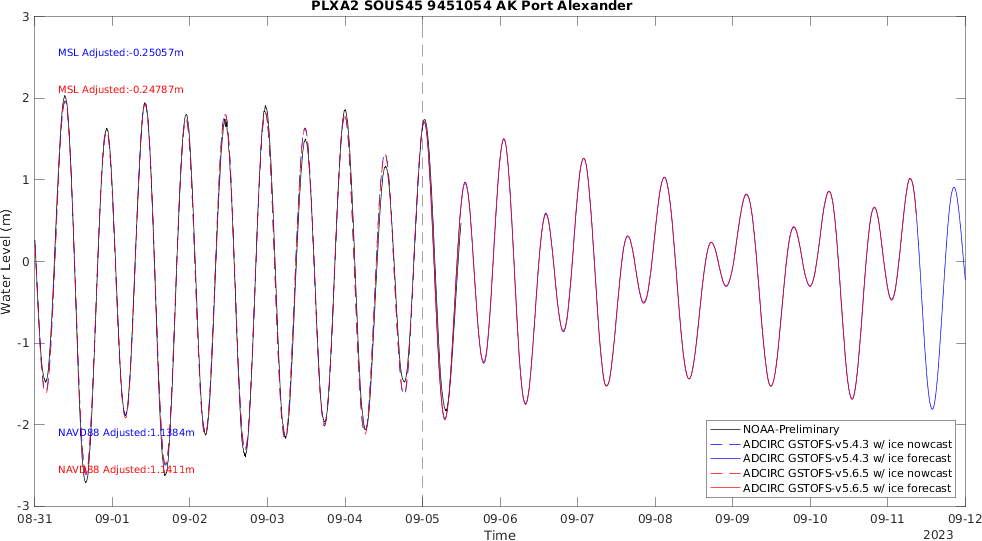 PLXA2 SOUS45 9451054 AK Port Alexander
3
2
1
0
-1
-2
-3
Water Level (m)
MSL Adjusted:-0.25057m
MSL Adjusted:-0.24787m
NAVD88 Adjusted:1.1384m
NAVD88 Adjusted:1.1411m
NOAA-Preliminary
ADCIRC GSTOFS-v5.4.3 w/ ice nowcast
ADCIRC GSTOFS-v5.4.3 w/ ice forecast
ADCIRC GSTOFS-v5.6.5 w/ ice nowcast
ADCIRC GSTOFS-v5.6.5 w/ ice forecast
08-31 09-01 09-02 09-03 09-04 09-05 09-06 09-07 09-08 09-09 09-10 09-11 09-12
Time
2023